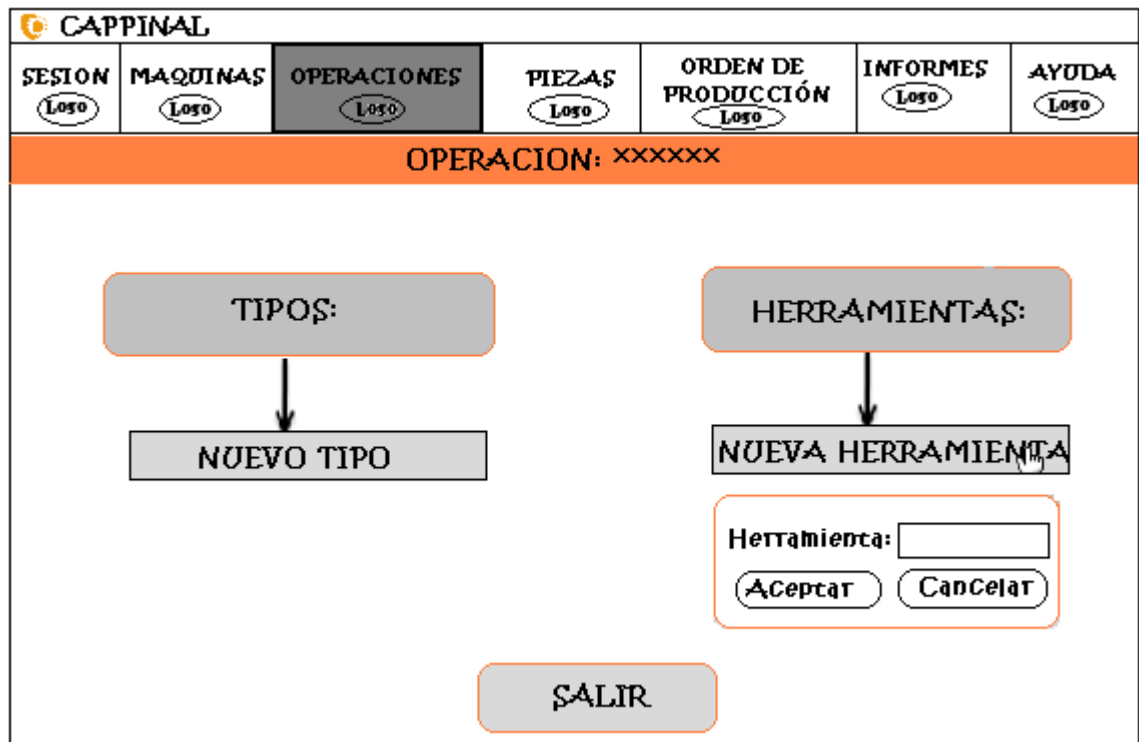 CAPPINAL
SESION
Logo
MAQUINAS
Logo
OPERACIONES
Logo
PIEZAS
Logo
ORDEN DE
PRODUCCIÓN
Logo
INFORMES
Logo
AYUDA
Logo
OPERACION: XXXXXX
TIPOS:
HERRAMIENTAS:
NUEVO TIPO
NUEVA HERRAMIENTA
Herramienta:
Aceptar
Cancelar
SALIR